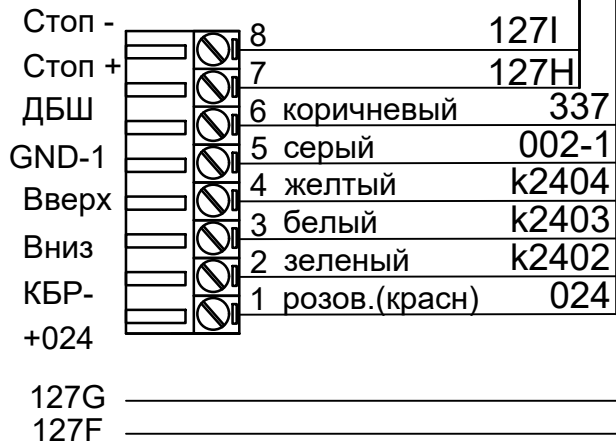 Стоп - 8 127I
Стоп + 7 127H
ДБШ 6 коричневый 337
GND-1 5 серый 002-1
Вверх 4 желтый k2404
Вниз 3 белый k2403
КБР- 2 зеленый k2402
+024 1 розов.(красн) 024
127G
127F